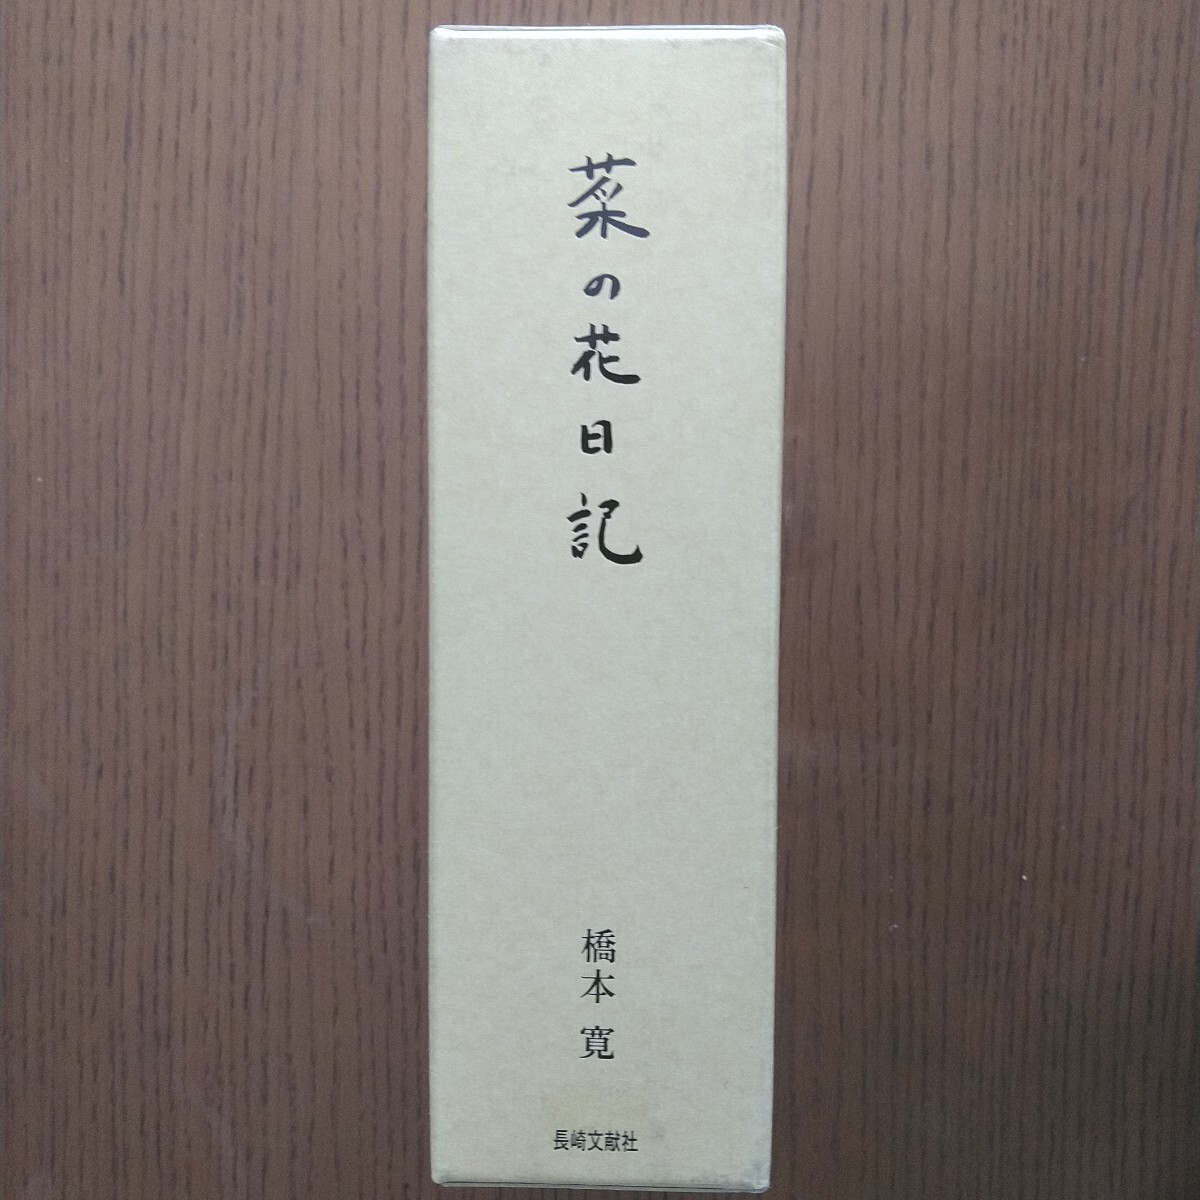 菜の花日記
橋本 寛
長崎文献社